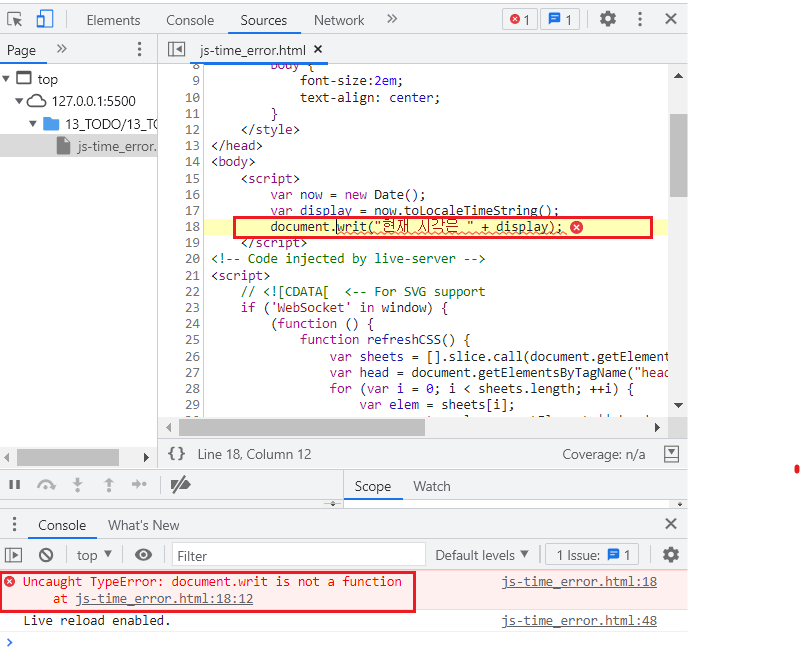 Elements Console Sources Network » 1 1
Page » js-time_error.html ×
top
127.0.0.1:5500
13_TODO/13_TO
js-time_error.
8 body {
9 font-size:2em;
10 text-align: center;
11 }
12 </style>
13 </head>
14 <body>
15 <script>
16 var now = new Date();
17 var display = now.toLocaleTimeString();
18 document.writ("현재 시각은 " + display);
19 </script>
20 <!-- Code injected by live-server -->
21 <script>
22 // <![CDATA[ <-- For SVG support
23 if ('WebSocket' in window) {
24 (function () {
25 function refreshCSS() {
26 var sheets = [].slice.call(document.getElement
27 var head = document.getElementsByTagName("head
28 for (var i = 0; i < sheets.length; ++i) {
29 var elem = sheets[i];
{} Line 18, Column 12 Coverage: n/a
Scope Watch
Console What's New
top Filter Default levels 1 Issue: 1
Uncaught TypeError: document.writ is not a function js-time_error.html:18
at js-time_error.html:18:12
Live reload enabled. js-time_error.html:48
>